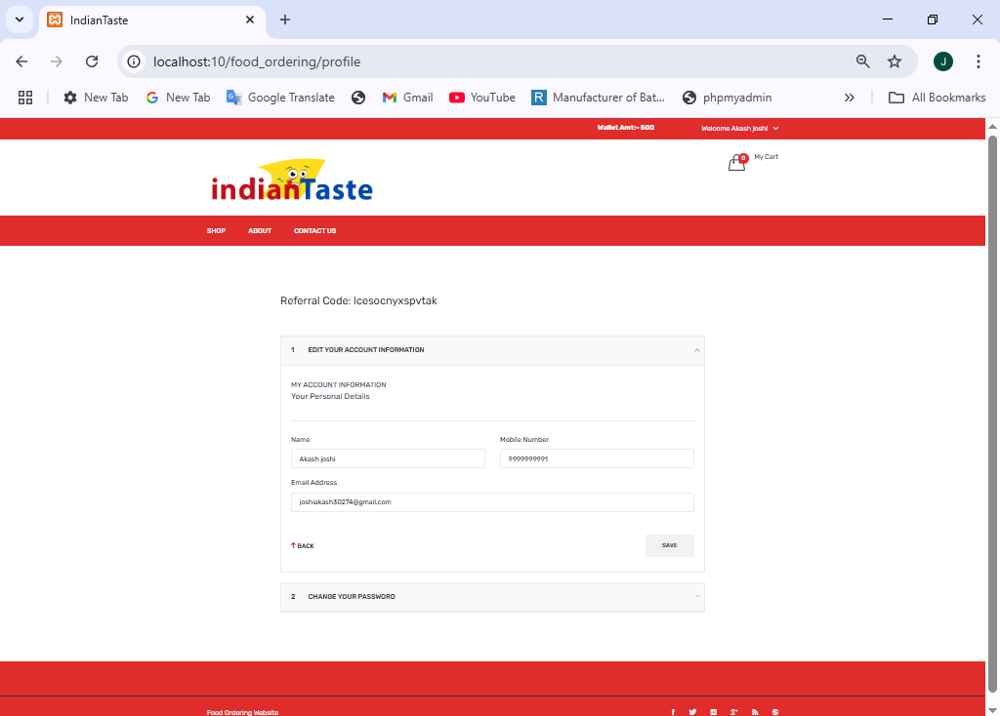 IndianTaste
localhost:10/food_ordering/profile
J
New Tab
New Tab
Google Translate
Gmail
YouTube
Manufacturer of Bat...
phpmyadmin
All Bookmarks
Wallet Amt:- 500
Welcome Akash joshi
indianTaste
0
My Cart
SHOP
ABOUT
CONTACT US
Referral Code: lcesocnyxspvtak
1 EDIT YOUR ACCOUNT INFORMATION
MY ACCOUNT INFORMATION
Your Personal Details
Name
Mobile Number
Akash joshi
9999999991
Email Address
joshiakash30274@gmail.com
BACK
SAVE
2 CHANGE YOUR PASSWORD
Food Ordering Website